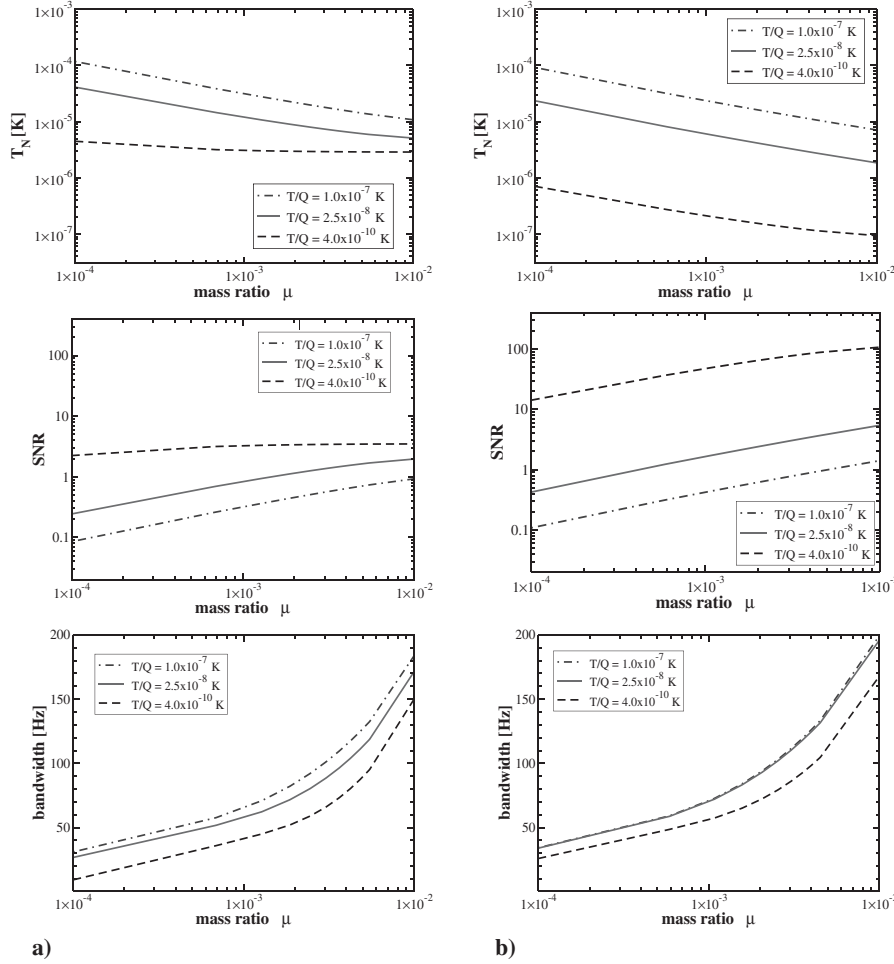 1×10⁻³
1×10⁻⁴
1×10⁻⁵
1×10⁻⁶
1×10⁻⁷
T_N [K]
T/Q = 1.0x10⁻⁷ K
T/Q = 2.5x10⁻⁸ K
T/Q = 4.0x10⁻¹⁰ K
1×10⁻⁴ 1×10⁻³ 1×10⁻²
mass ratio μ
1×10⁻³
1×10⁻⁴
1×10⁻⁵
1×10⁻⁶
1×10⁻⁷
T_N [K]
T/Q = 1.0x10⁻⁷ K
T/Q = 2.5x10⁻⁸ K
T/Q = 4.0x10⁻¹⁰ K
1×10⁻⁴ 1×10⁻³ 1×10⁻²
mass ratio μ
100
10
1
0.1
SNR
T/Q = 1.0x10⁻⁷ K
T/Q = 2.5x10⁻⁸ K
T/Q = 4.0x10⁻¹⁰ K
1×10⁻⁴ 1×10⁻³ 1×10⁻²
mass ratio μ
100
10
1
0.1
SNR
T/Q = 1.0x10⁻⁷ K
T/Q = 2.5x10⁻⁸ K
T/Q = 4.0x10⁻¹⁰ K
1×10⁻⁴ 1×10⁻³
mass ratio μ
200
150
100
50
bandwidth [Hz]
T/Q = 1.0x10⁻⁷ K
T/Q = 2.5x10⁻⁸ K
T/Q = 4.0x10⁻¹⁰ K
1×10⁻⁴ 1×10⁻³ 1×10⁻²
mass ratio μ
200
150
100
50
0
bandwidth [Hz]
T/Q = 1.0x10⁻⁷ K
T/Q = 2.5x10⁻⁸ K
T/Q = 4.0x10⁻¹⁰ K
1×10⁻⁴ 1×10⁻³
mass ratio μ
a) b)